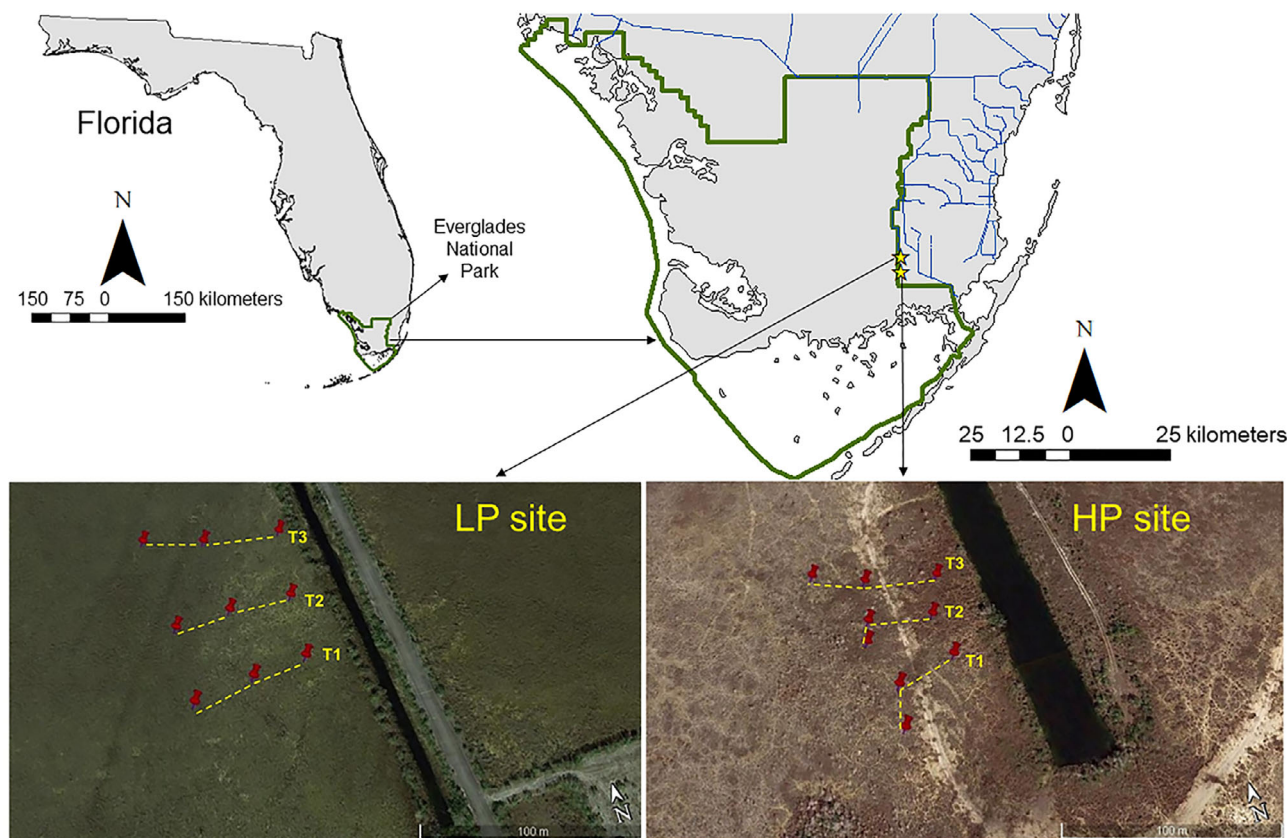 Florida
N
150 75 0 150 kilometers
Everglades
National
Park
N
25 12.5 0 25 kilometers
LP site
T3
T2
T1
N
100 m
HP site
T3
T2
T1
N
100 m